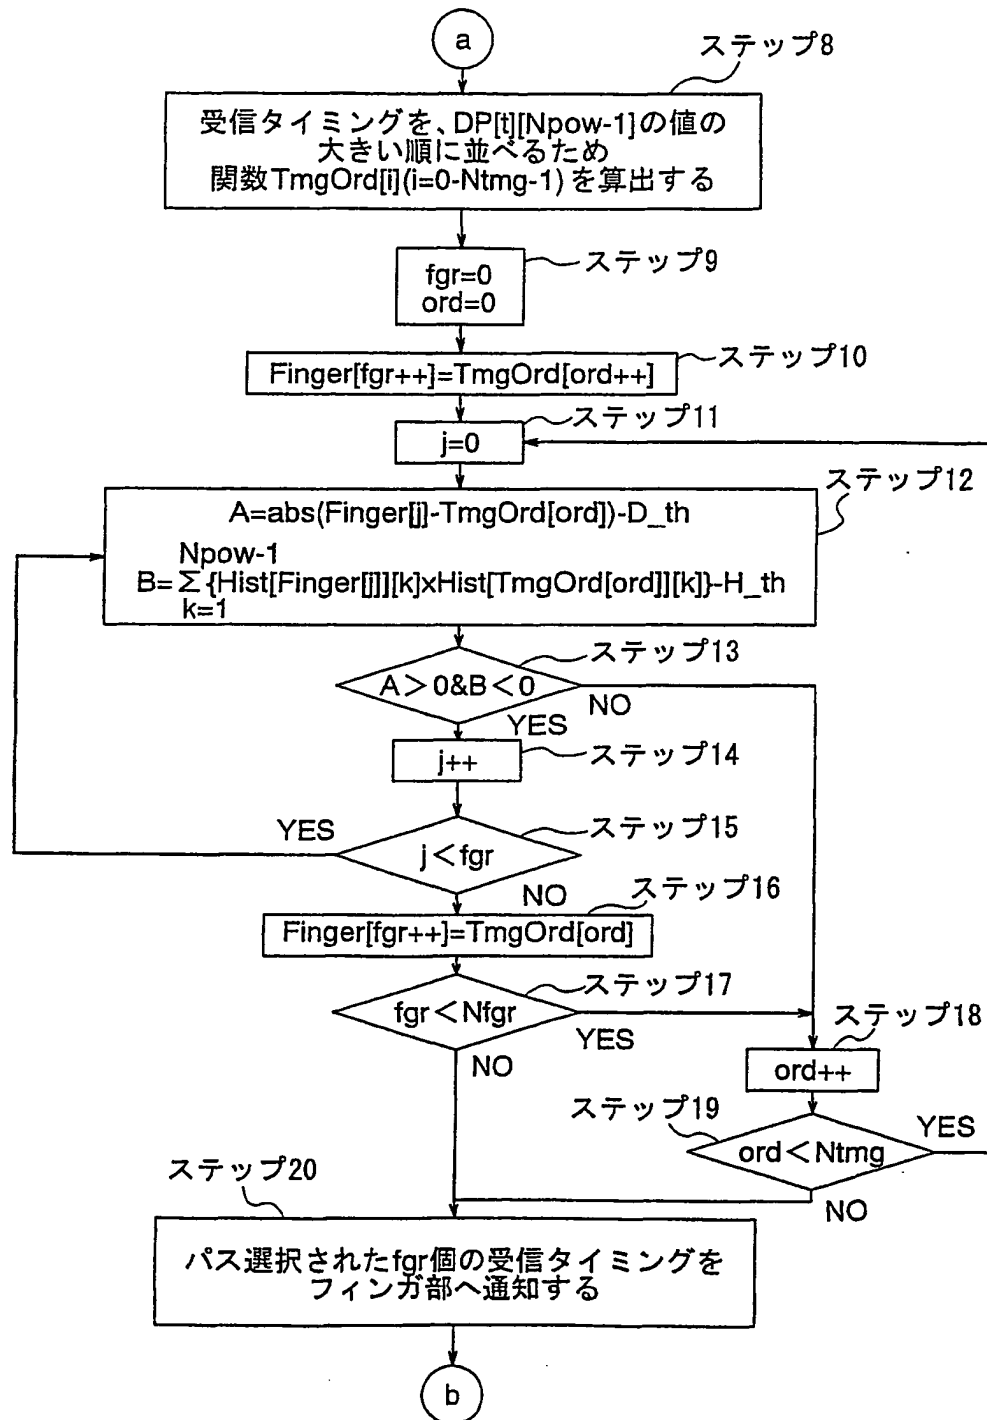 a
ステップ8
受信タイミングを、DP[t][Npow-1]の値の
大きい順に並べるため
関数TmgOrd[i](i=0-Ntmg-1)を算出する
ステップ9
fgr=0
ord=0
ステップ10
Finger[fgr++]=TmgOrd[ord++]
ステップ11
j=0
ステップ12
A=abs(Finger[j]-TmgOrd[ord])-D_th
Npow-1
B=Σ{Hist[Finger[j]][k]xHist[TmgOrd[ord]][k]}-H_th
k=1
ステップ13
A>0&B<0
NO
YES
ステップ14
j++
ステップ15
YES
j<fgr
NO
ステップ16
Finger[fgr++]=TmgOrd[ord]
ステップ17
fgr<Nfgr
YES
NO
ステップ18
ord++
ステップ19
YES
ord<Ntmg
NO
ステップ20
パス選択されたfgr個の受信タイミングを
フィンガ部へ通知する
b